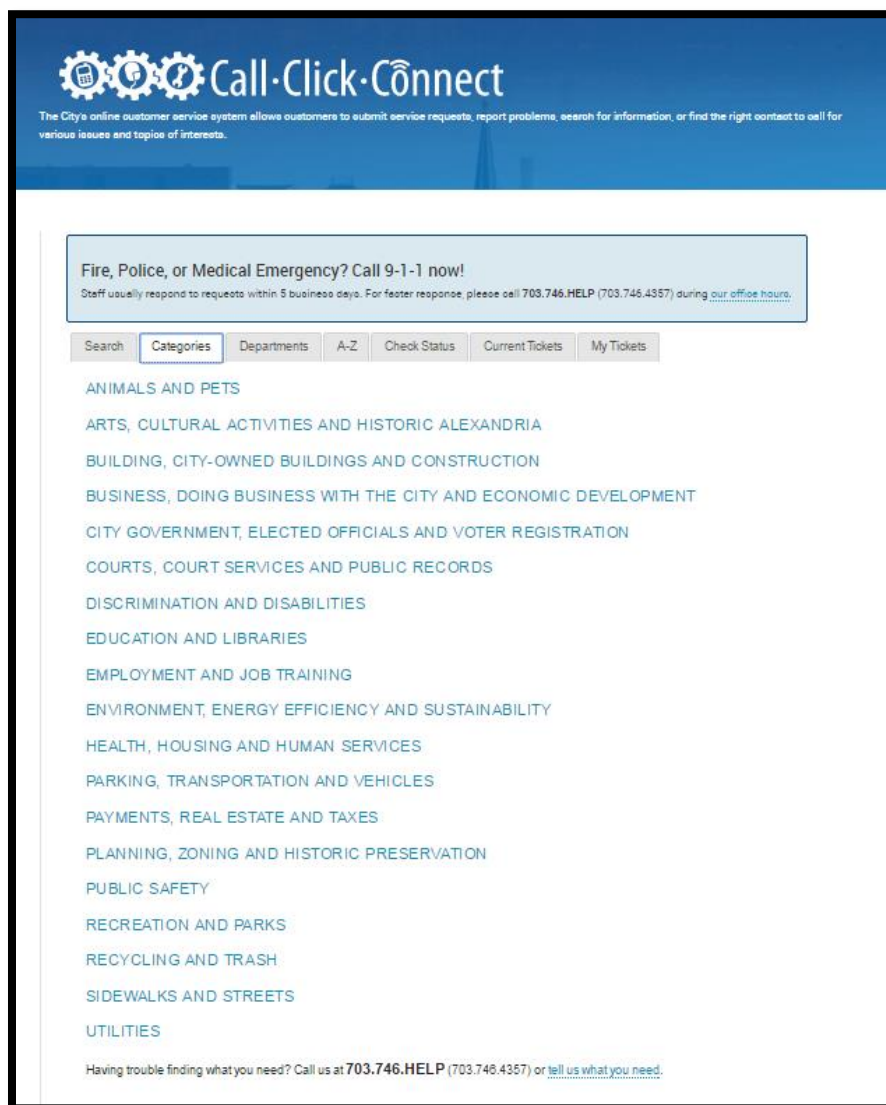 Call·Click·Connect
The City's online customer service system allows customers to submit service requests, report problems, search for information, or find the right contact to call for
various issues and topics of interests.
Fire, Police, or Medical Emergency? Call 9-1-1 now!
Staff usually respond to requests within 5 business days. For faster response, please call 703.746.HELP (703.746.4357) during our office hours.
Search Categories Departments A-Z Check Status Current Tickets My Tickets
ANIMALS AND PETS
ARTS, CULTURAL ACTIVITIES AND HISTORIC ALEXANDRIA
BUILDING, CITY-OWNED BUILDINGS AND CONSTRUCTION
BUSINESS, DOING BUSINESS WITH THE CITY AND ECONOMIC DEVELOPMENT
CITY GOVERNMENT, ELECTED OFFICIALS AND VOTER REGISTRATION
COURTS, COURT SERVICES AND PUBLIC RECORDS
DISCRIMINATION AND DISABILITIES
EDUCATION AND LIBRARIES
EMPLOYMENT AND JOB TRAINING
ENVIRONMENT, ENERGY EFFICIENCY AND SUSTAINABILITY
HEALTH, HOUSING AND HUMAN SERVICES
PARKING, TRANSPORTATION AND VEHICLES
PAYMENTS, REAL ESTATE AND TAXES
PLANNING, ZONING AND HISTORIC PRESERVATION
PUBLIC SAFETY
RECREATION AND PARKS
RECYCLING AND TRASH
SIDEWALKS AND STREETS
UTILITIES
Having trouble finding what you need? Call us at 703.746.HELP (703.746.4357) or tell us what you need.